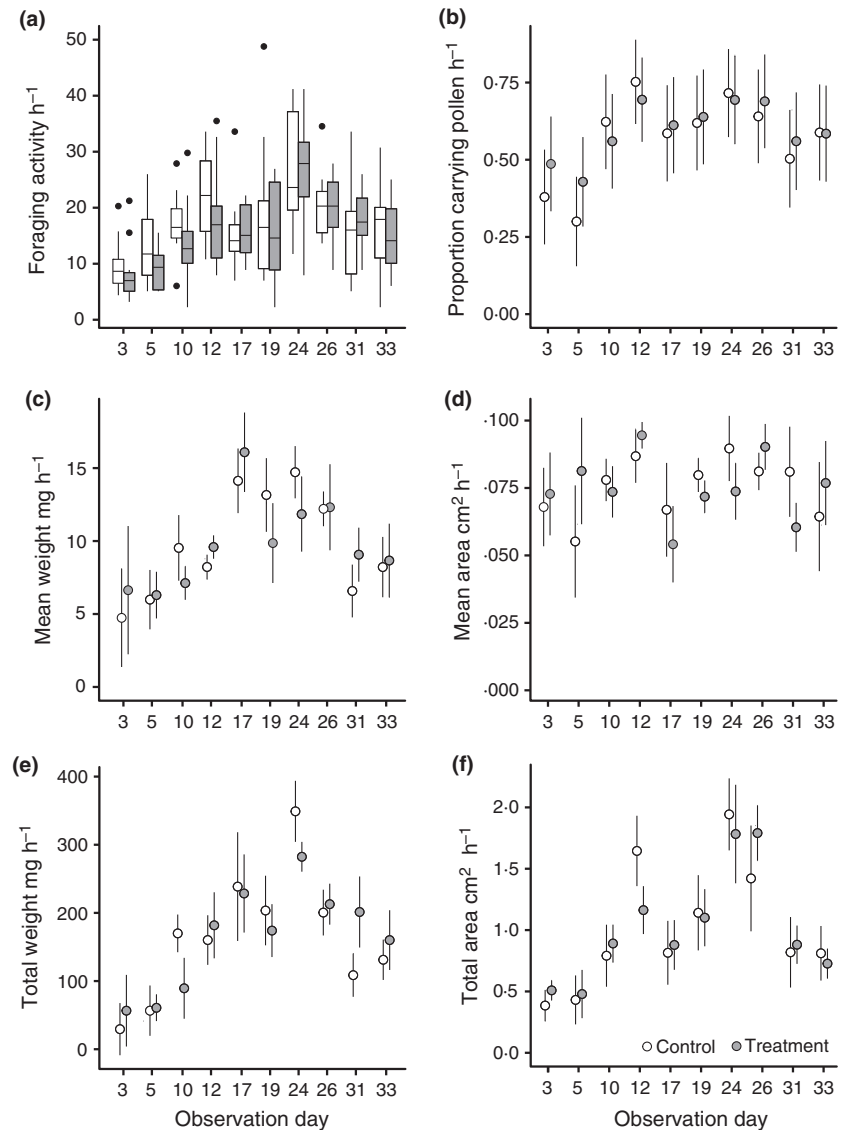 (a)
50
40
30
20
10
0
Foraging activity h⁻¹
3 5 10 12 17 19 24 26 31 33
(b)
0·75
0·50
0·25
0·00
Proportion carrying pollen h⁻¹
3 5 10 12 17 19 24 26 31 33
(c)
15
10
5
0
Mean weight mg h⁻¹
3 5 10 12 17 19 24 26 31 33
(d)
·100
·075
·050
·025
·000
Mean area cm² h⁻¹
3 5 10 12 17 19 24 26 31 33
(e)
400
300
200
100
0
Total weight mg h⁻¹
3 5 10 12 17 19 24 26 31 33
Observation day
(f)
2·0
1·5
1·0
0·5
0·0
Total area cm² h⁻¹
Control Treatment
3 5 10 12 17 19 24 26 31 33
Observation day